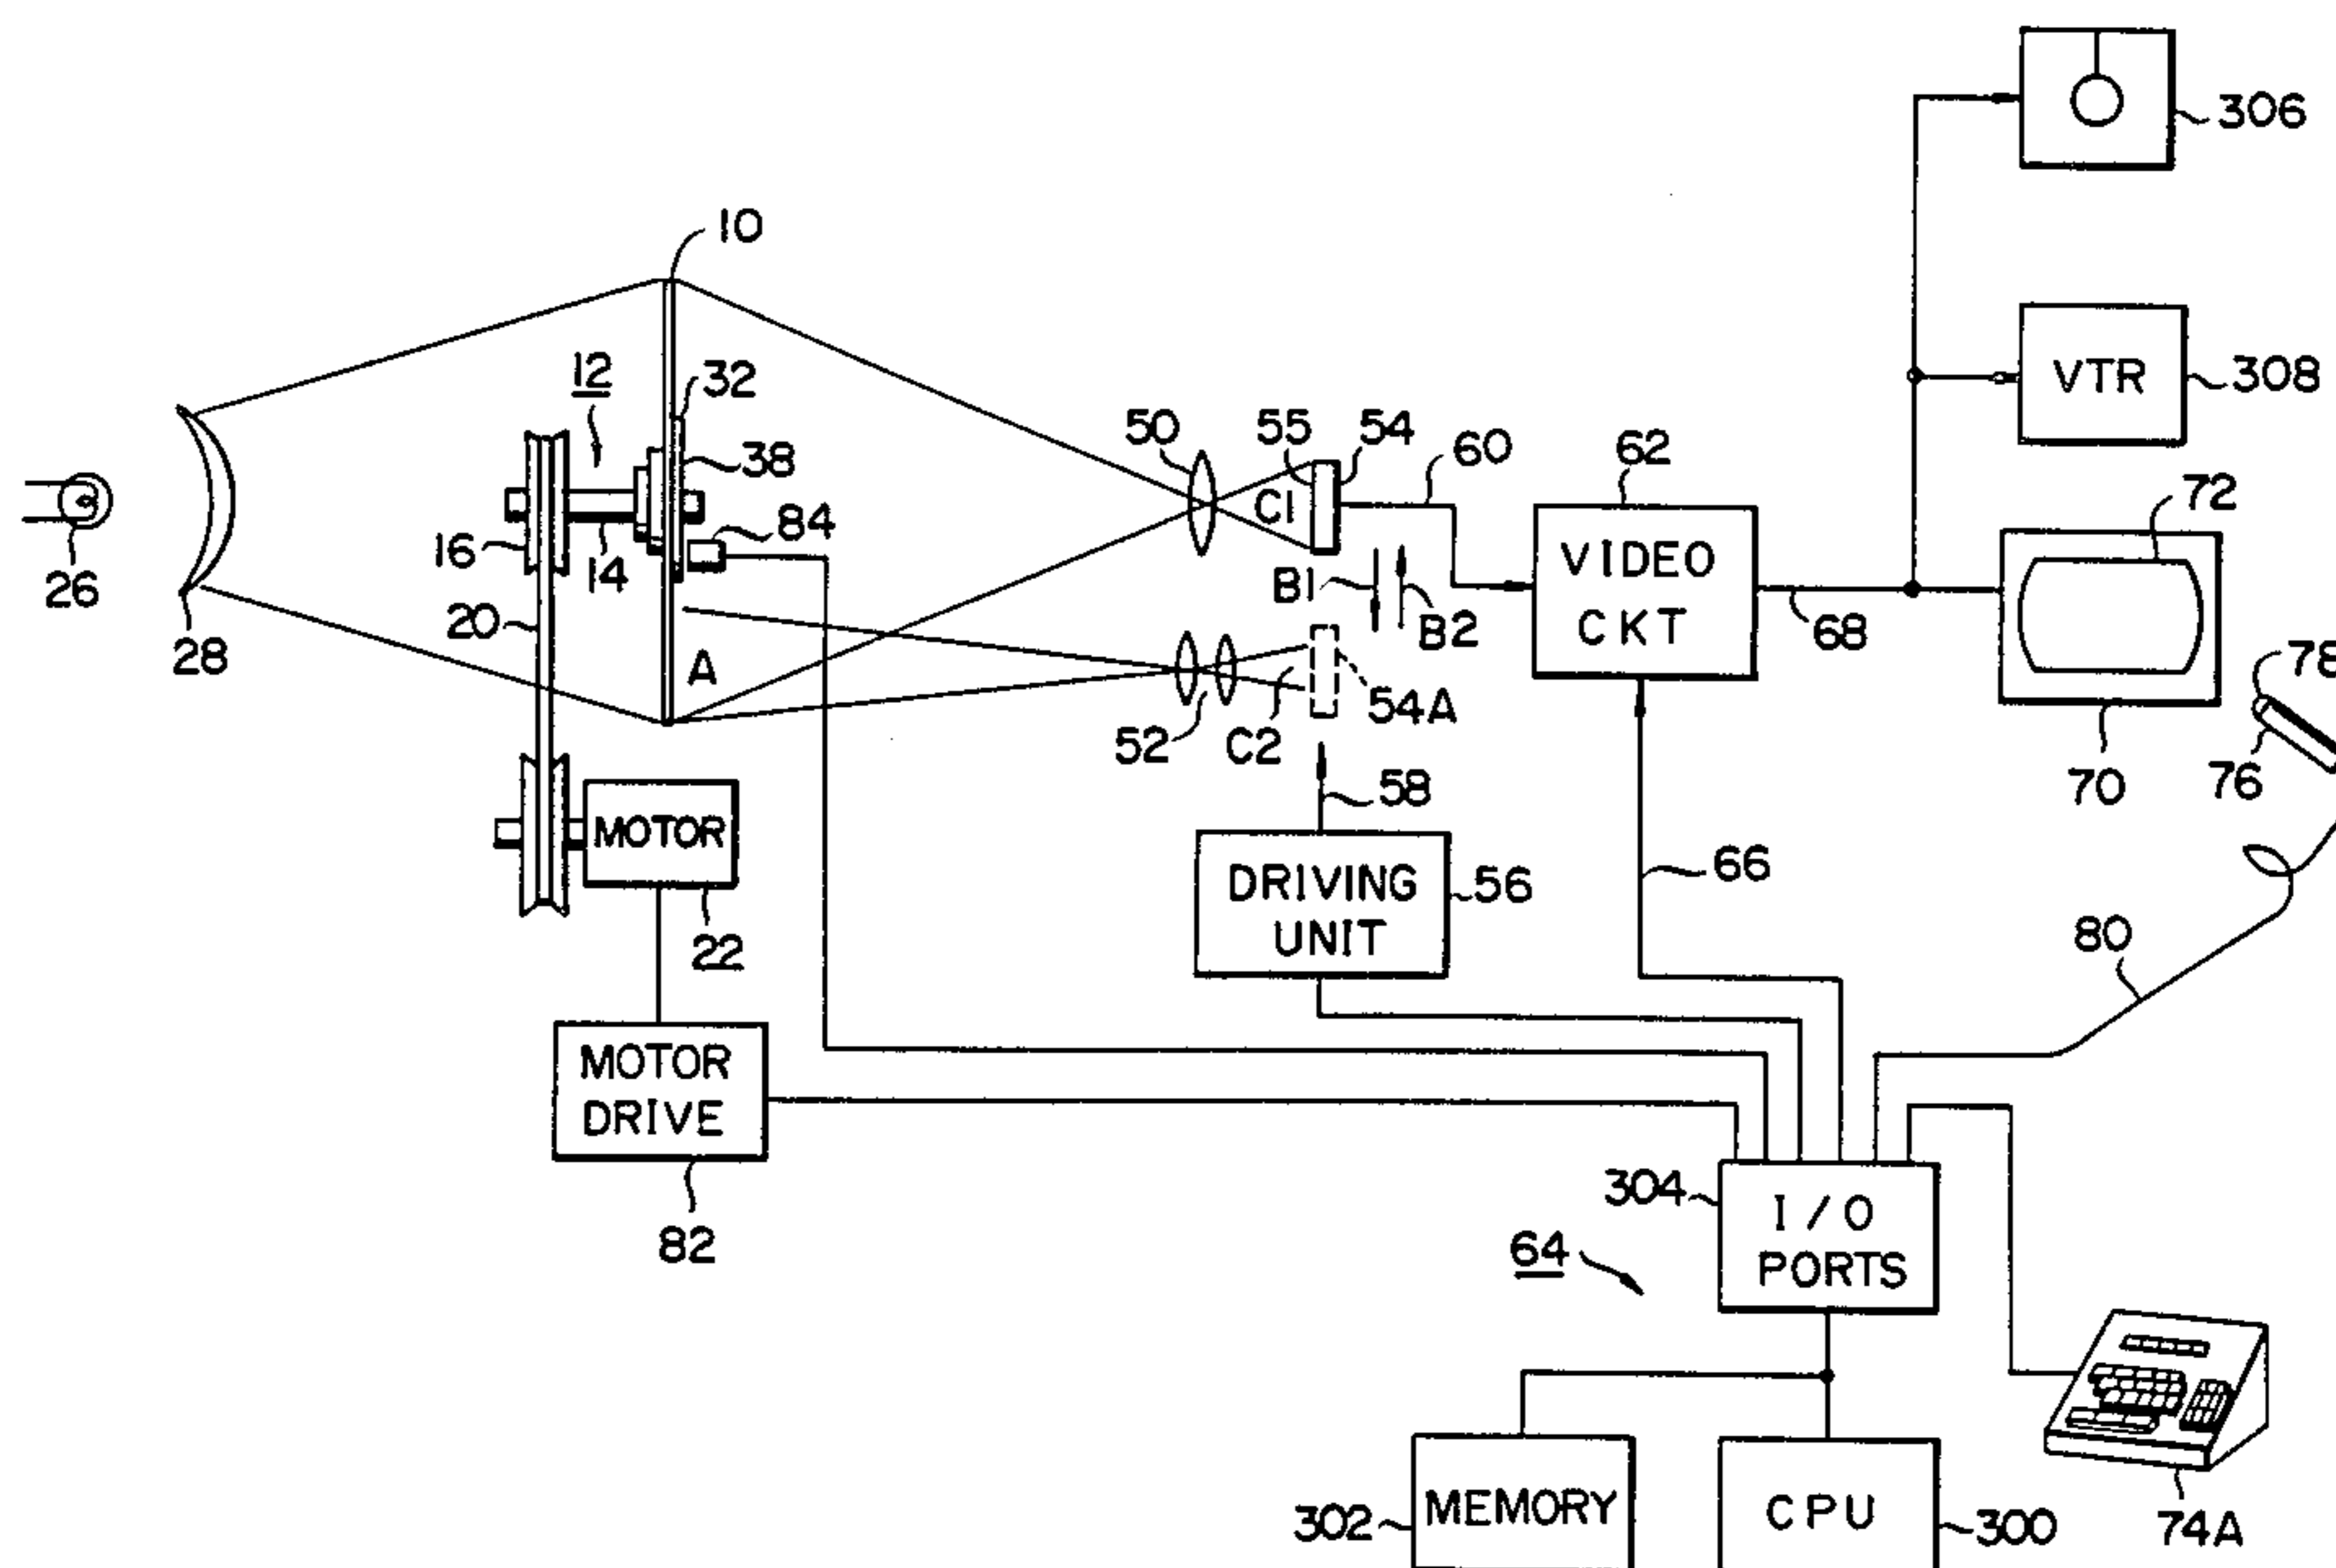 306
10
12
32
VTR
308
50
55
54
60
62
38
72
C1
84
16
26
14
VIDEO
CKT
B1
B2
20
68
28
A
54A
78
52
C2
58
70
76
MOTOR
DRIVING
UNIT
56
66
22
80
MOTOR
DRIVE
304
I/O
PORTS
82
64
302
MEMORY
CPU
300
74A